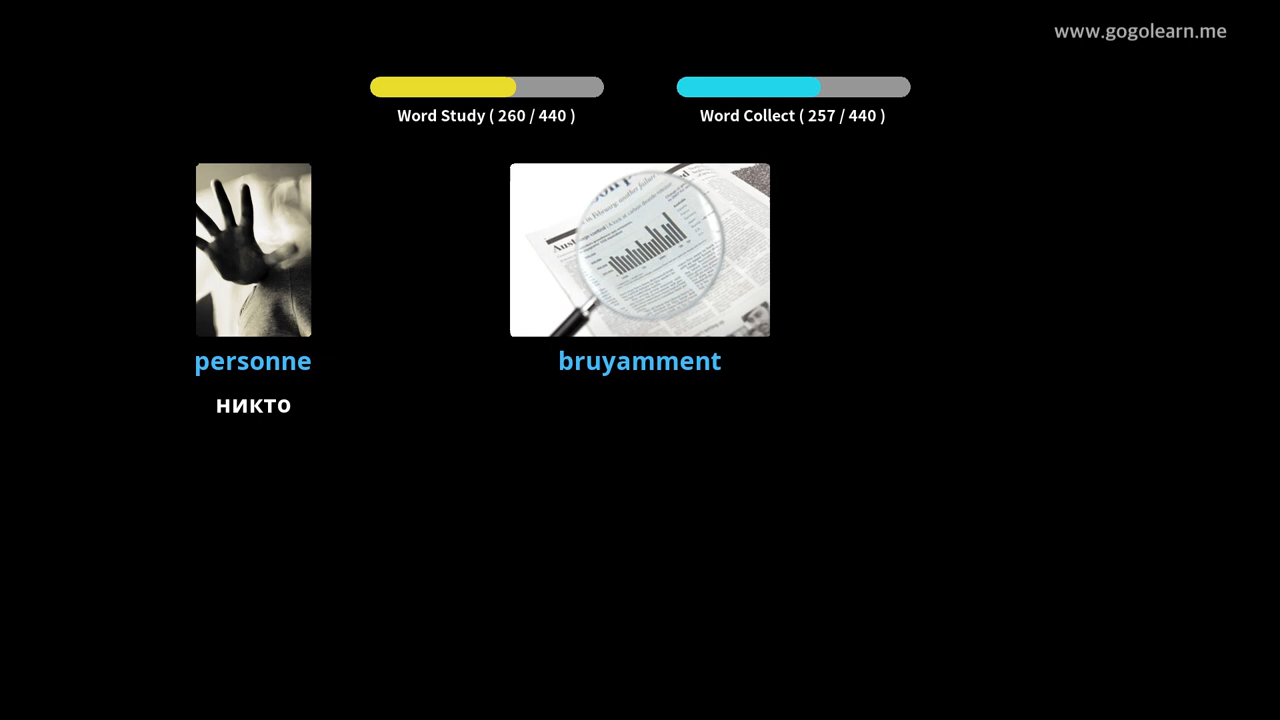 www.gogolearn.me
Word Study ( 260 / 440 )
Word Collect ( 257 / 440 )
personne
bruyamment
никто